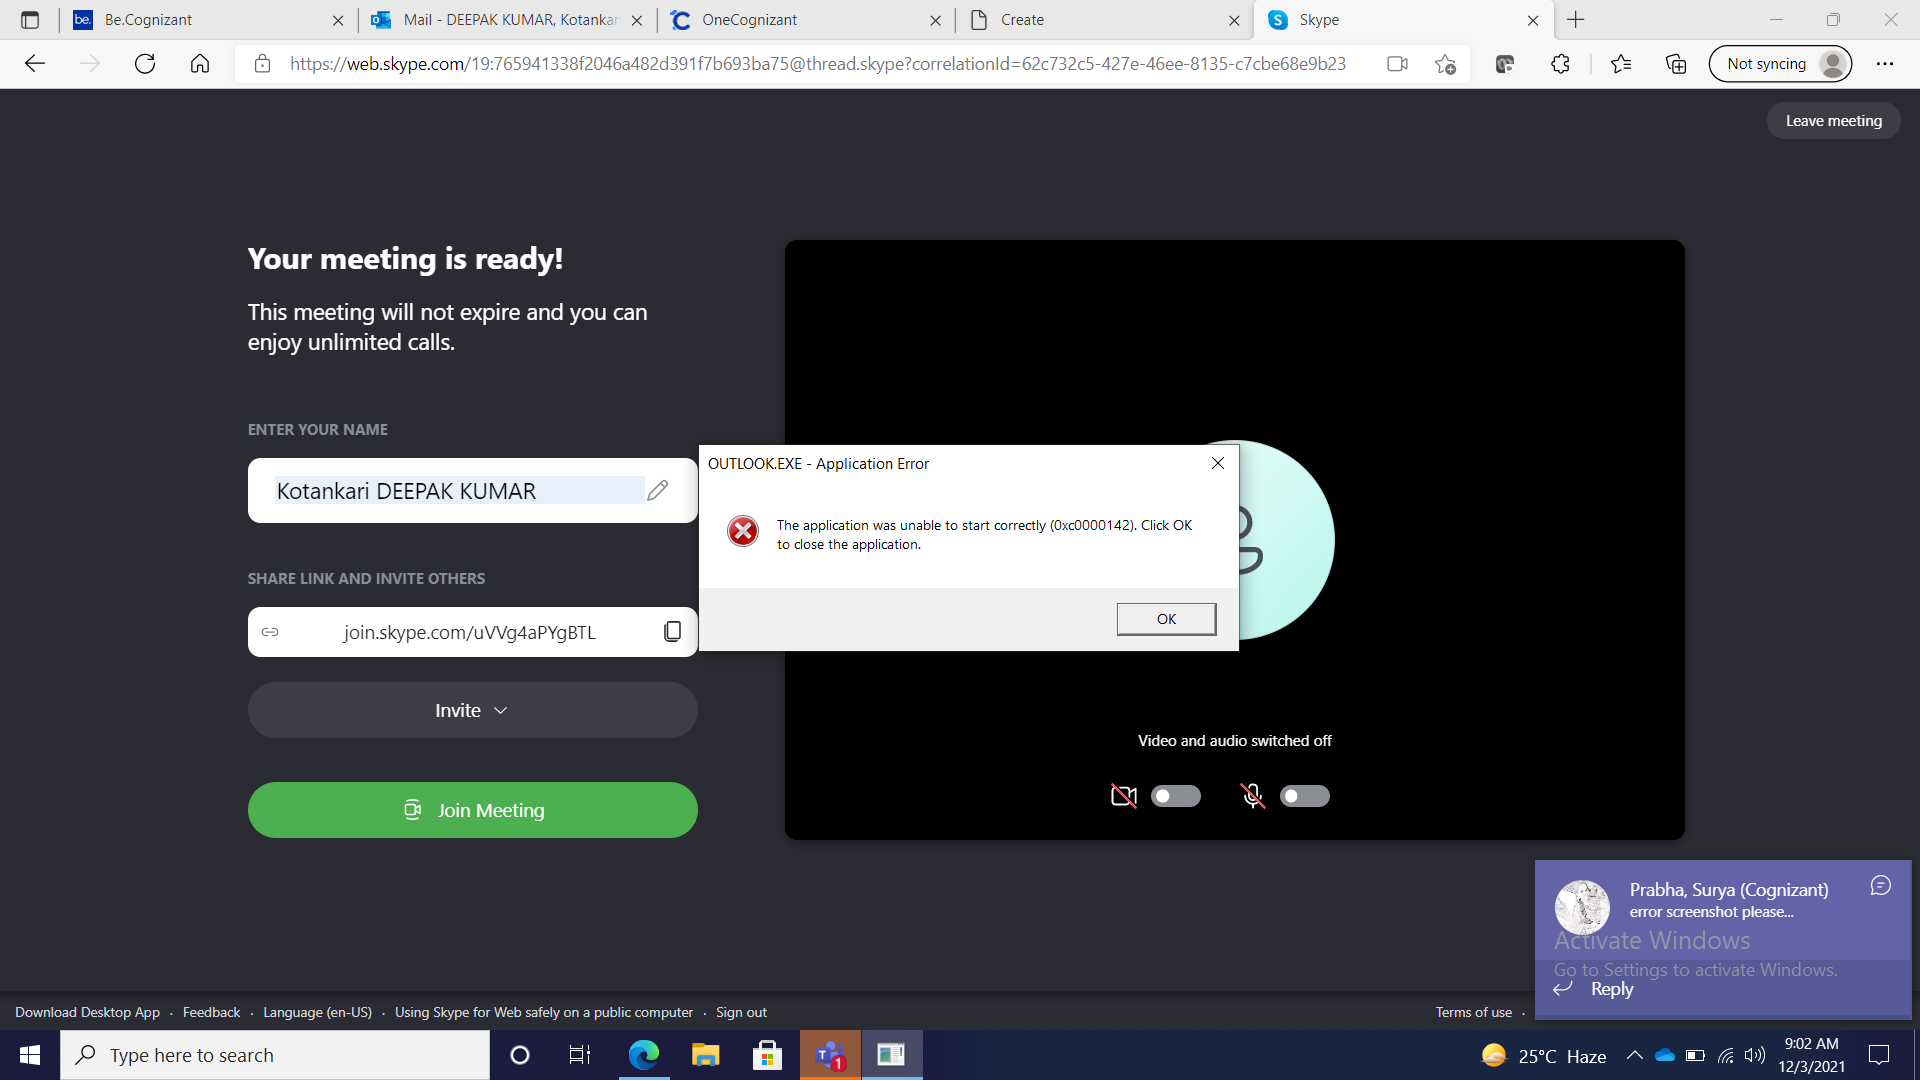 be. Be.Cognizant
Mail - DEEPAK KUMAR, Kotankar
OneCognizant
Create
Skype
https://web.skype.com/19:765941338f2046a482d391f7b693ba75@thread.skype?correlationId=62c732c5-427e-46ee-8135-c7cbe68e9b23
Not syncing
Leave meeting
Your meeting is ready!
This meeting will not expire and you can
enjoy unlimited calls.
ENTER YOUR NAME
Kotankari DEEPAK KUMAR
SHARE LINK AND INVITE OTHERS
join.skype.com/uVVg4aPYgBTL
Invite
Join Meeting
OUTLOOK.EXE - Application Error
The application was unable to start correctly (0xc0000142). Click OK
to close the application.
OK
Video and audio switched off
Prabha, Surya (Cognizant)
error screenshot please...
Activate Windows
Go to Settings to activate Windows.
Reply
Download Desktop App · Feedback · Language (en-US) · Using Skype for Web safely on a public computer · Sign out
Terms of use ·
Type here to search
1
25°C Haze
9:02 AM
12/3/2021